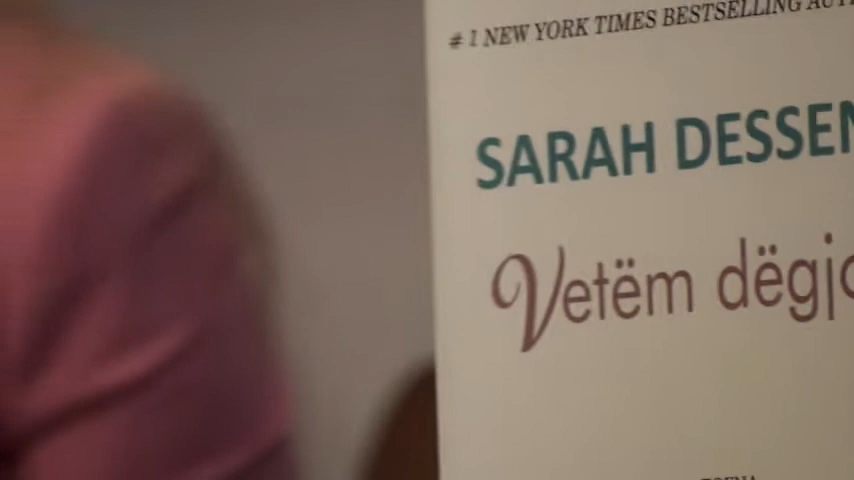 # 1 NEW YORK TIMES BESTSELLING
SARAH DESSEN
Vetëm dëgjo